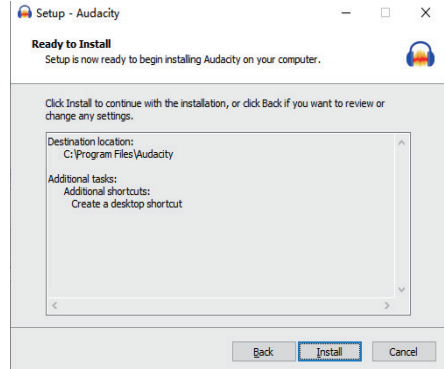 Setup - Audacity
Ready to Install
Setup is now ready to begin installing Audacity on your computer.
Click Install to continue with the installation, or click Back if you want to review or
change any settings.
Destination location:
C:\Program Files\Audacity
Additional tasks:
Additional shortcuts:
Create a desktop shortcut
Back
Install
Cancel